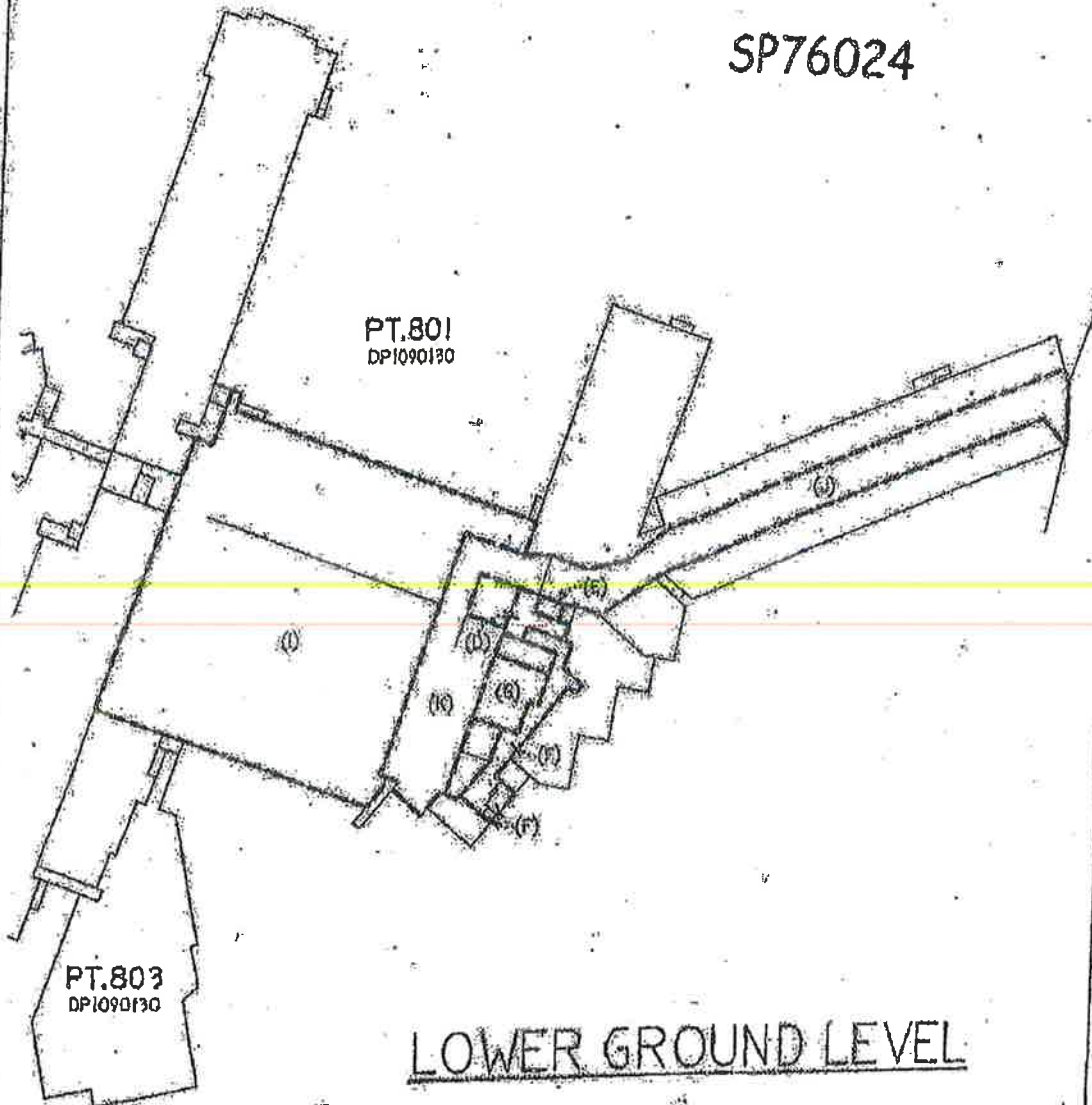 SP76024
PT.801
DP1090130
(J)
(E)
(D)
(I)
(K)
(F)
PT.803
DP1090130
LOWER GROUND LEVEL